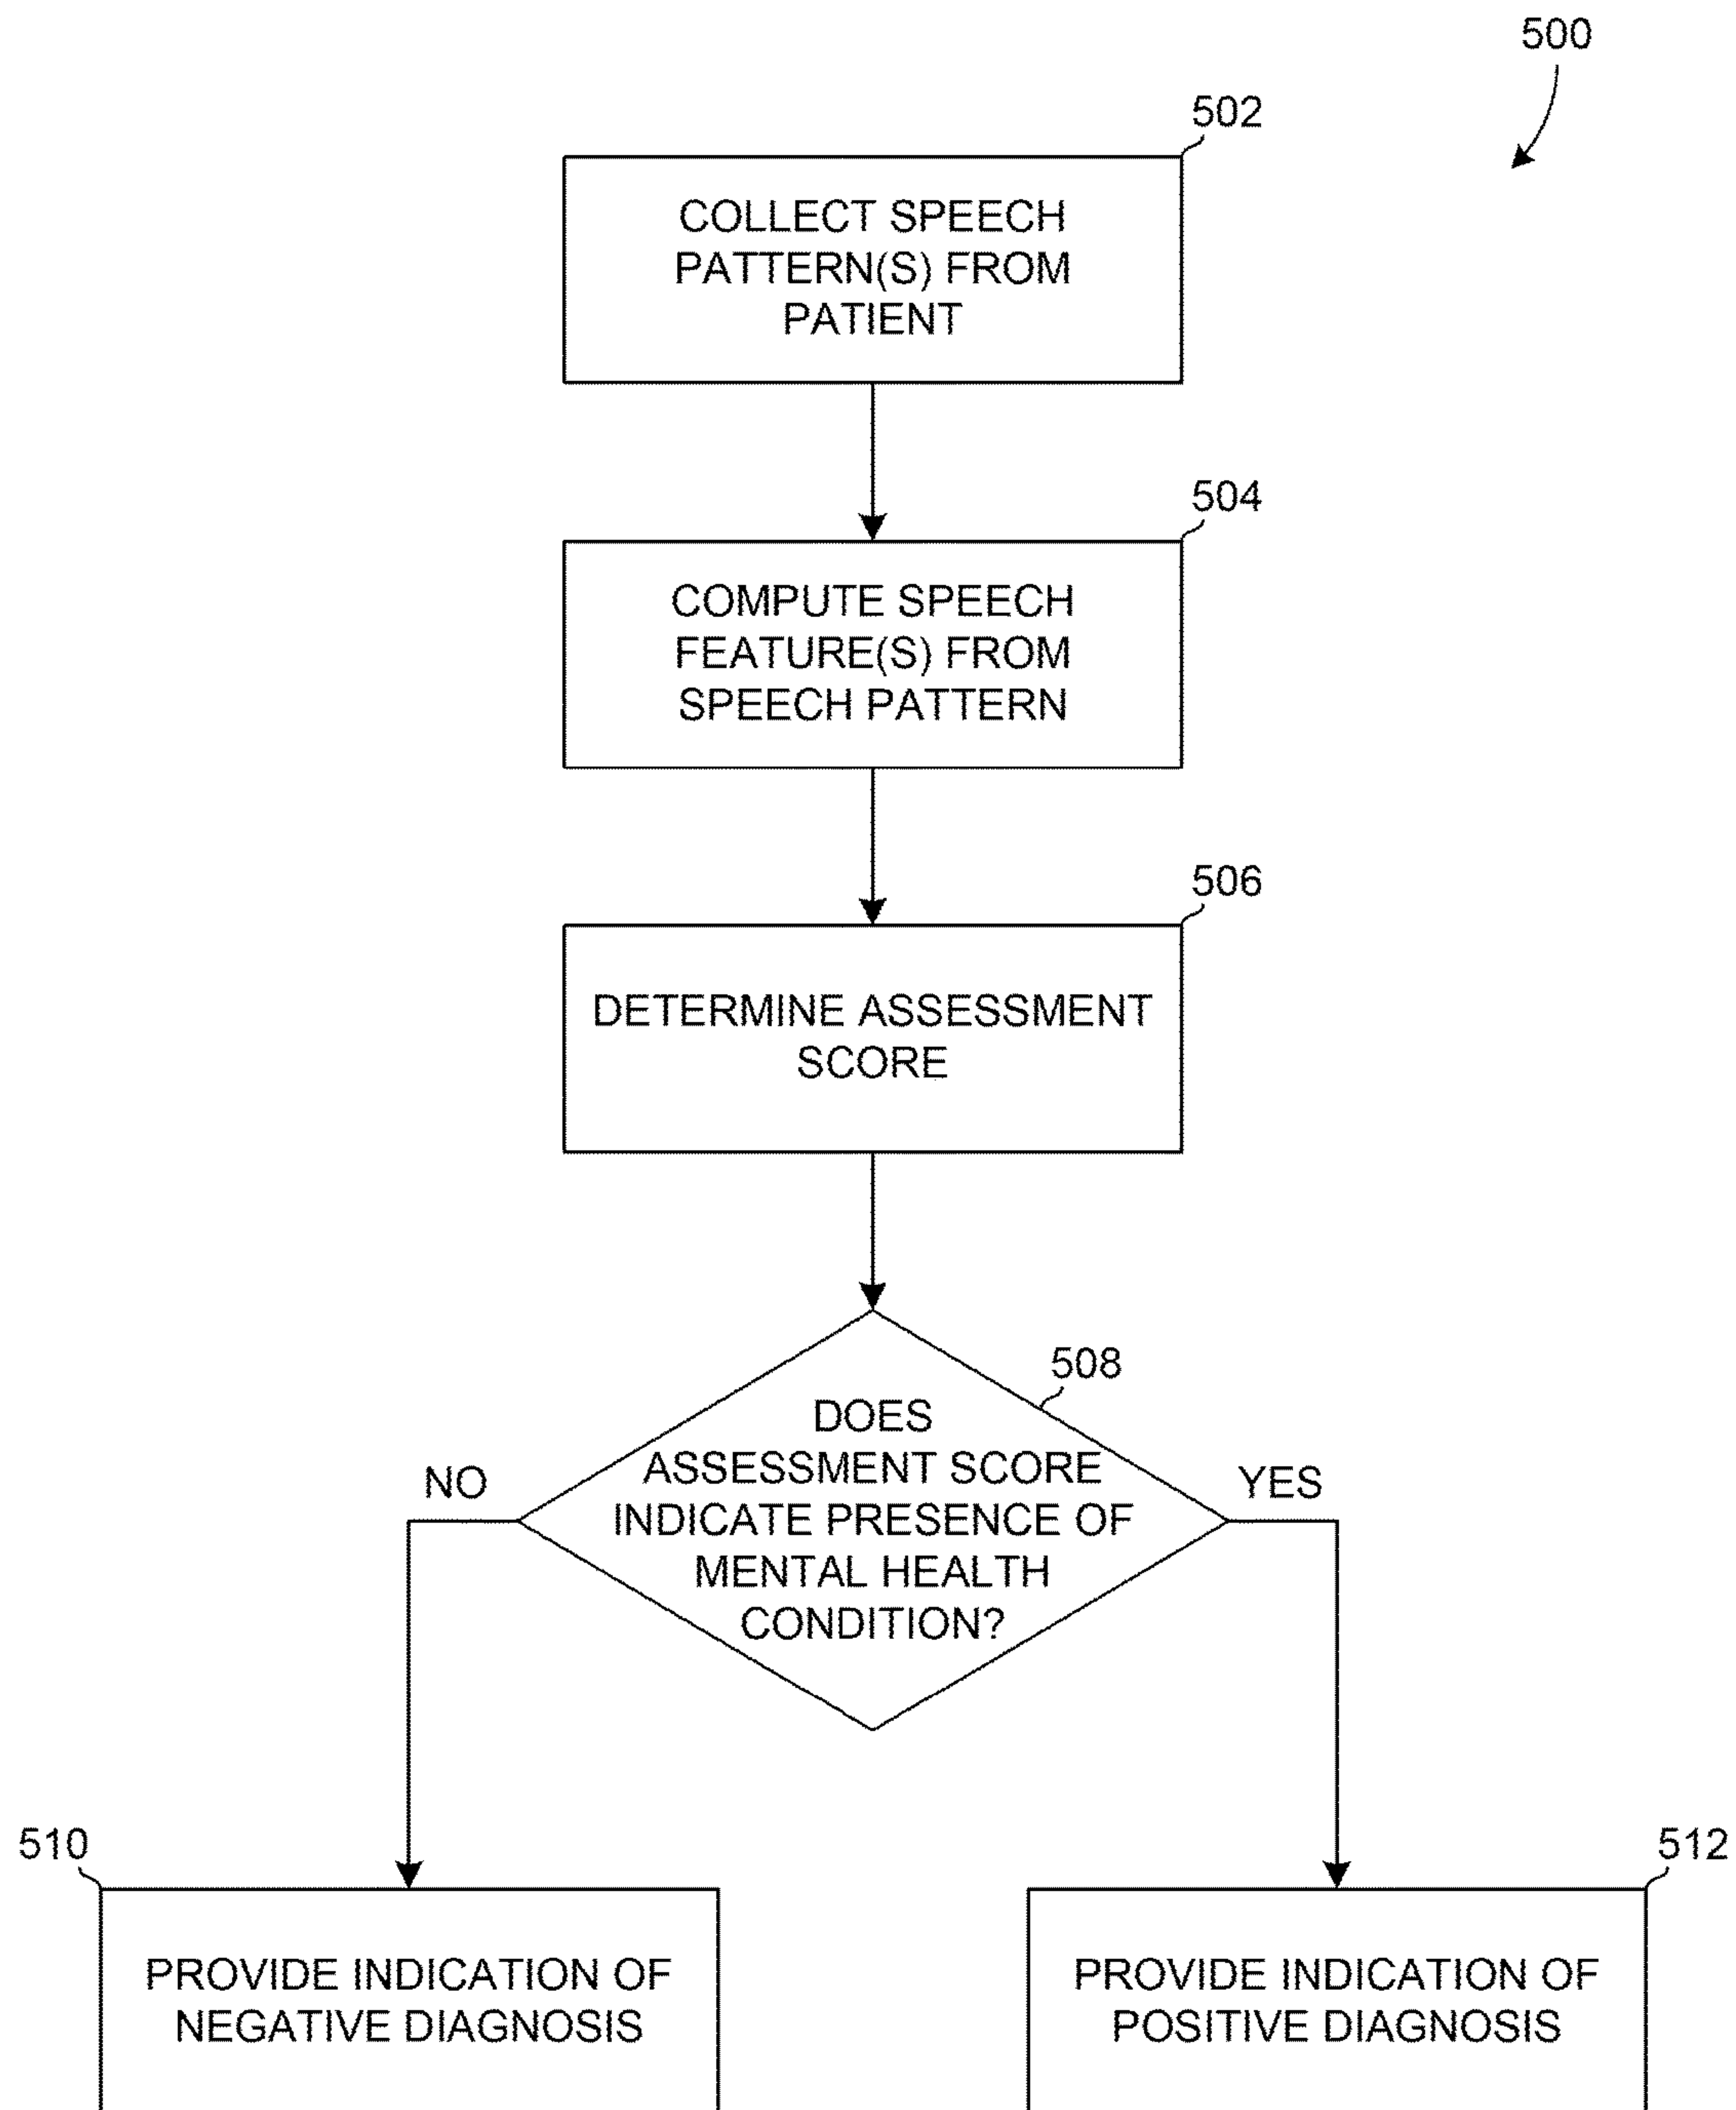 500
502
COLLECT SPEECH
PATTERN(S) FROM
PATIENT
504
COMPUTE SPEECH
FEATURE(S) FROM
SPEECH PATTERN
506
DETERMINE ASSESSMENT
SCORE
508
DOES
ASSESSMENT SCORE
INDICATE PRESENCE OF
MENTAL HEALTH
CONDITION?
NO
YES
510
PROVIDE INDICATION OF
NEGATIVE DIAGNOSIS
512
PROVIDE INDICATION OF
POSITIVE DIAGNOSIS